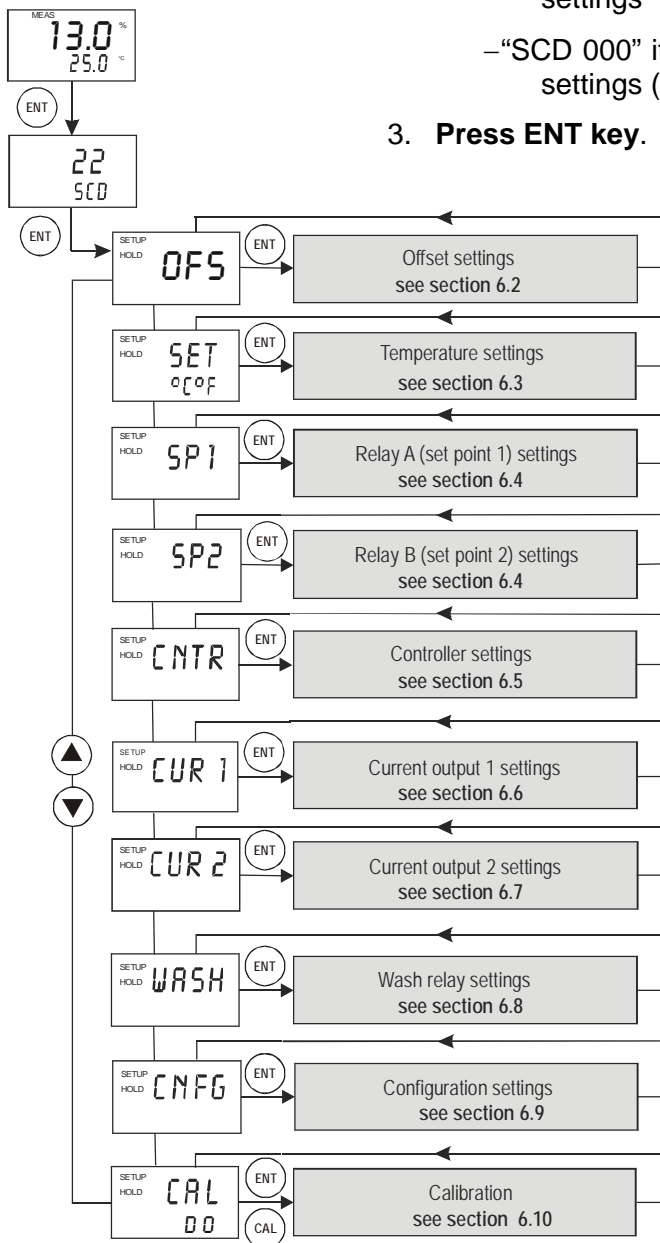 settings
–“SCD 000” if
settings (
3. Press ENT key.
MEAS
13.0 %
25.0 °C
ENT
22
SCD
ENT
SETUP
HOLD
OFS
ENT
Offset settings
see section 6.2
SETUP
HOLD
SET
°C°F
ENT
Temperature settings
see section 6.3
SETUP
HOLD
SP1
ENT
Relay A (set point 1) settings
see section 6.4
SETUP
HOLD
SP2
ENT
Relay B (set point 2) settings
see section 6.4
SETUP
HOLD
CNTR
ENT
Controller settings
see section 6.5
SETUP
HOLD
CUR 1
ENT
Current output 1 settings
see section 6.6
SETUP
HOLD
CUR 2
ENT
Current output 2 settings
see section 6.7
SETUP
HOLD
WASH
ENT
Wash relay settings
see section 6.8
SETUP
HOLD
CNFG
ENT
Configuration settings
see section 6.9
SETUP
HOLD
CAL
DO
ENT
CAL
Calibration
see section 6.10